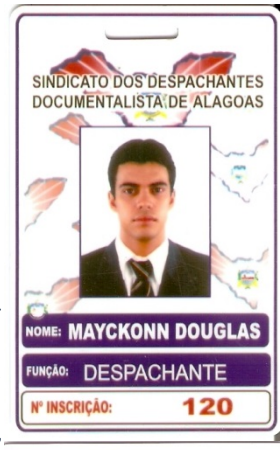 SINDICATO DOS DESPACHANTES
DOCUMENTALISTA DE ALAGOAS
NOME: MAYCKONN DOUGLAS
FUNÇÃO: DESPACHANTE
Nº INSCRIÇÃO: 120